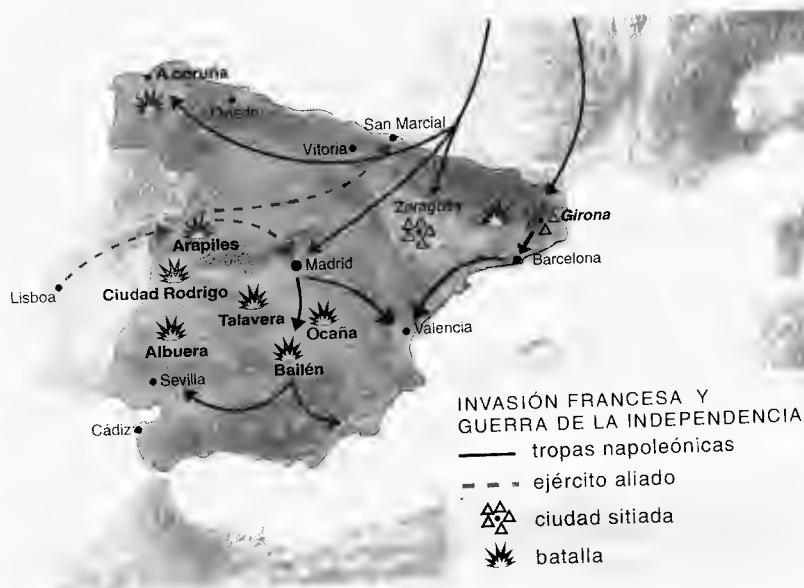 A coruña
Oviedo
San Marcial
Vitoria
Zaragoza
Girona
Arapiles
Barcelona
Madrid
Lisboa
Ciudad Rodrigo
Talavera
Ocaña
Valencia
Albuera
Bailén
Sevilla
Cádiz
INVASIÓN FRANCESA Y
GUERRA DE LA INDEPENDENCIA
tropas napoleónicas
ejército aliado
ciudad sitiada
batalla